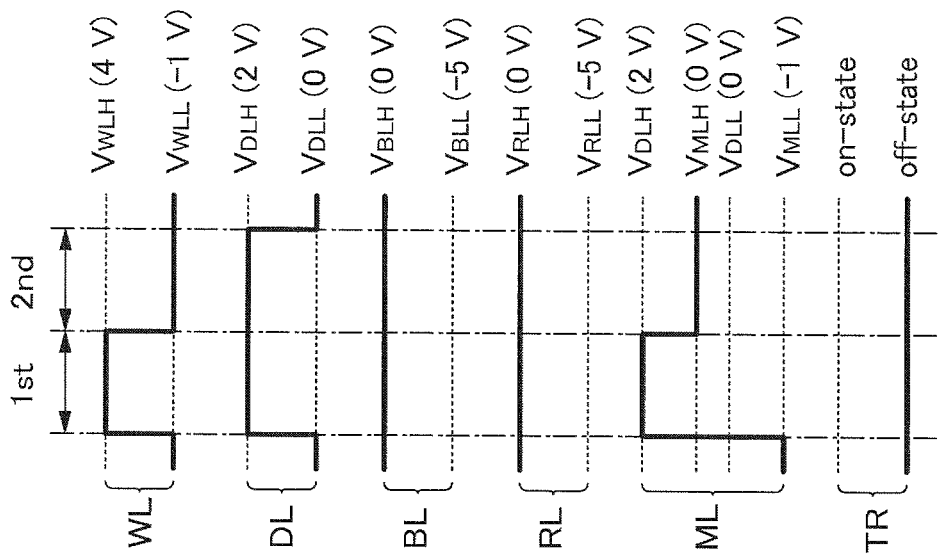 1st
2nd
WL
VWLH (4 V)
VWLL (−1 V)
DL
VDLH (2 V)
VDLL (0 V)
BL
VBLH (0 V)
VBLL (−5 V)
RL
VRLH (0 V)
VRLL (−5 V)
ML
VDLH (2 V)
VMLH (0 V)
VDLL (0 V)
VMLL (−1 V)
TR
on-state
off-state